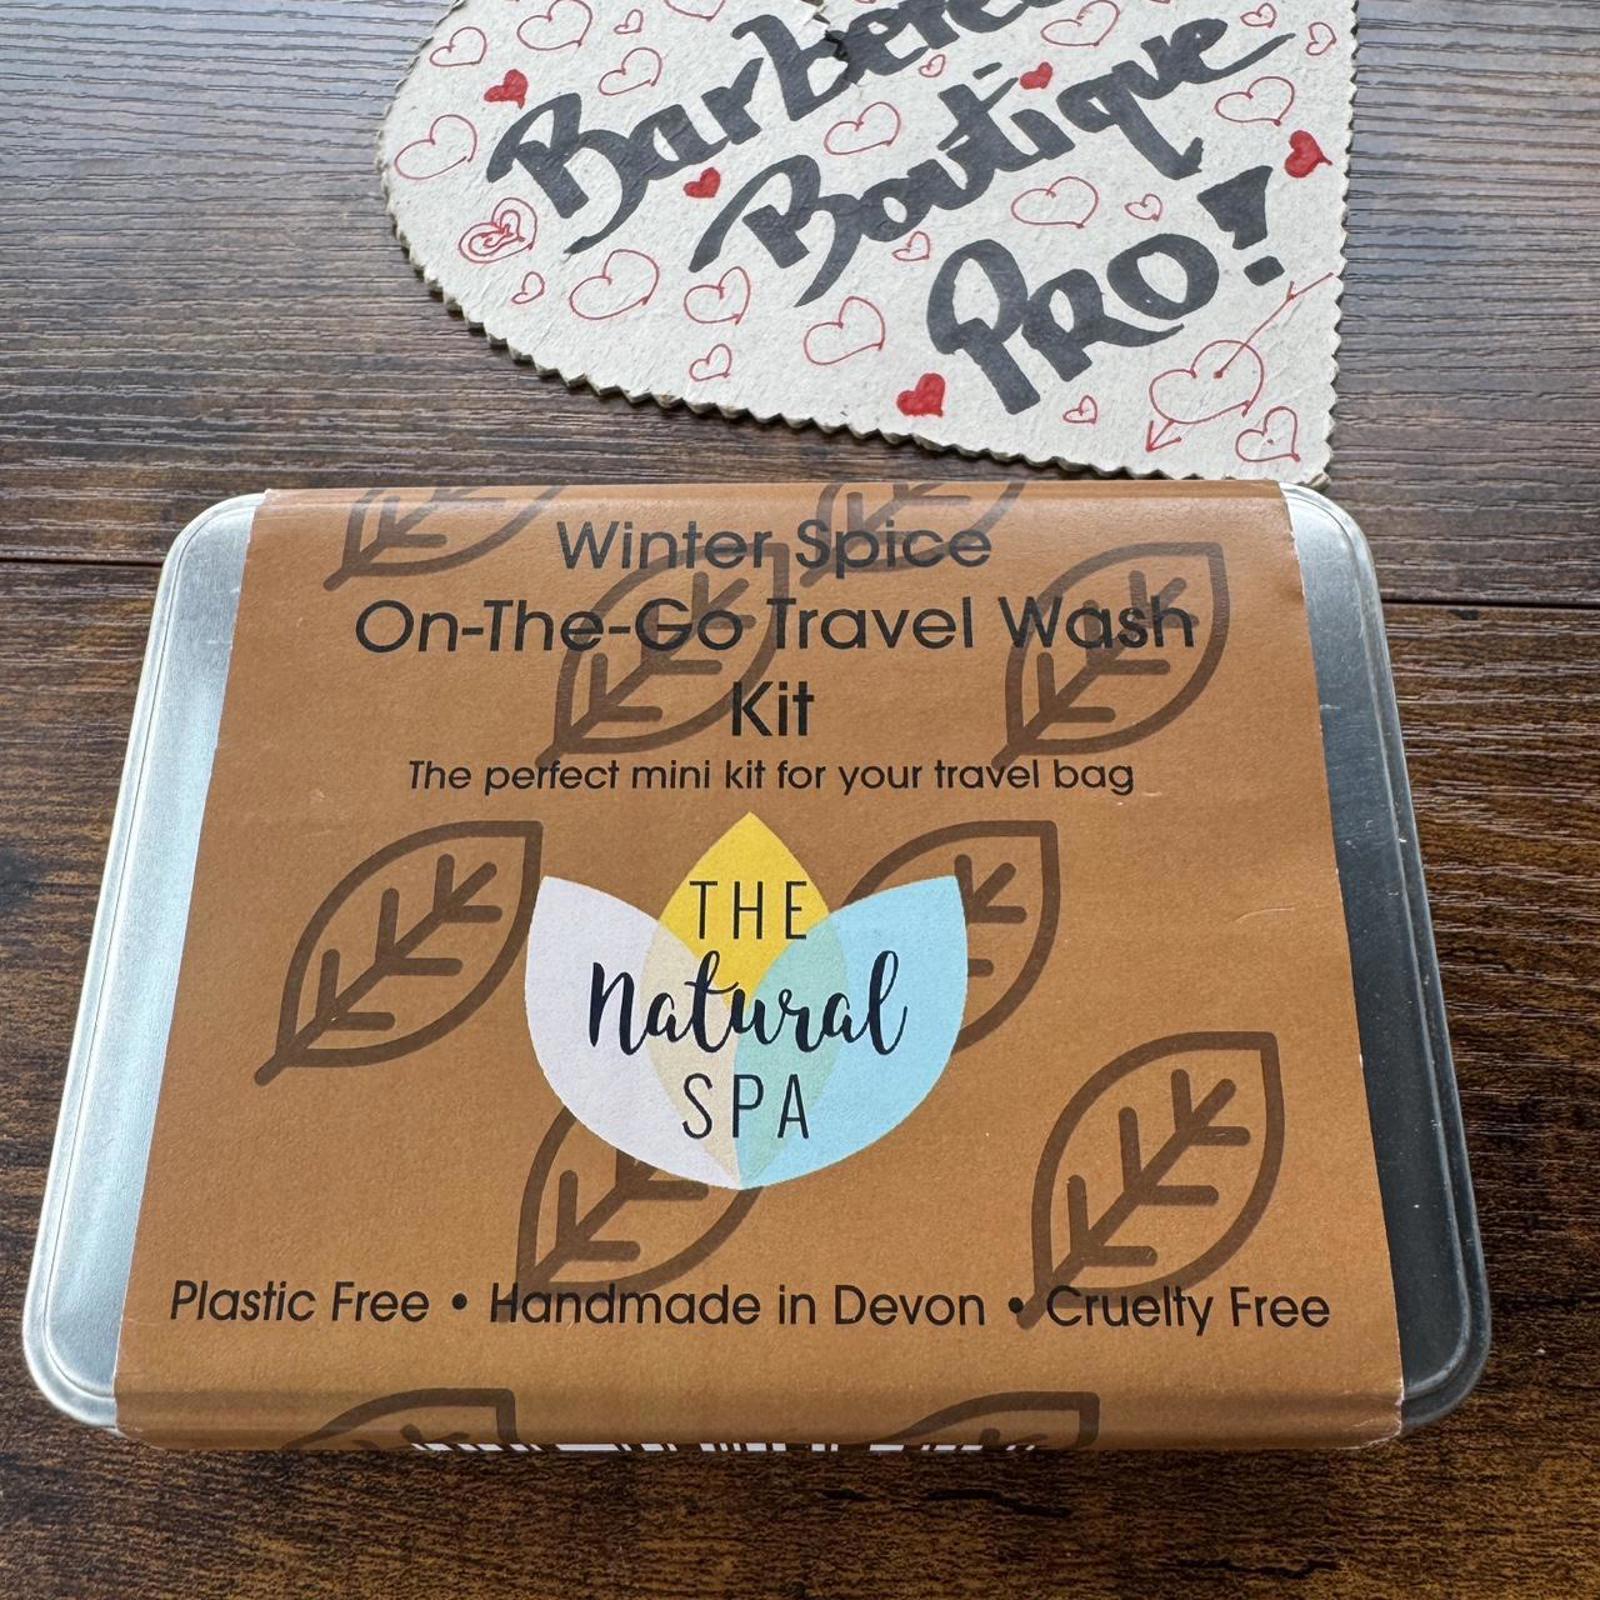 Boutique
PRO!
Winter Spice
On-The-Go Travel Wash
Kit
The perfect mini kit for your travel bag
THE
Natural
SPA
Plastic Free • Handmade in Devon • Cruelty Free